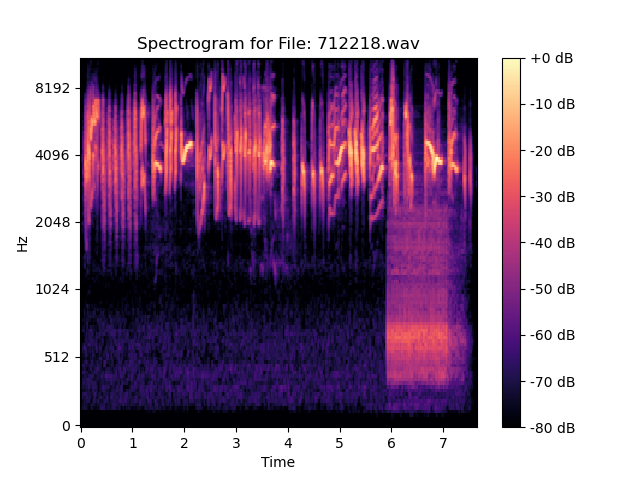 Spectrogram for File: 712218.wav
+0 dB
8192
-10 dB
4096
-20 dB
-30 dB
2048
Hz
-40 dB
1024
-50 dB
512
-60 dB
-70 dB
0
-80 dB
0 1 2 3 4 5 6 7
Time